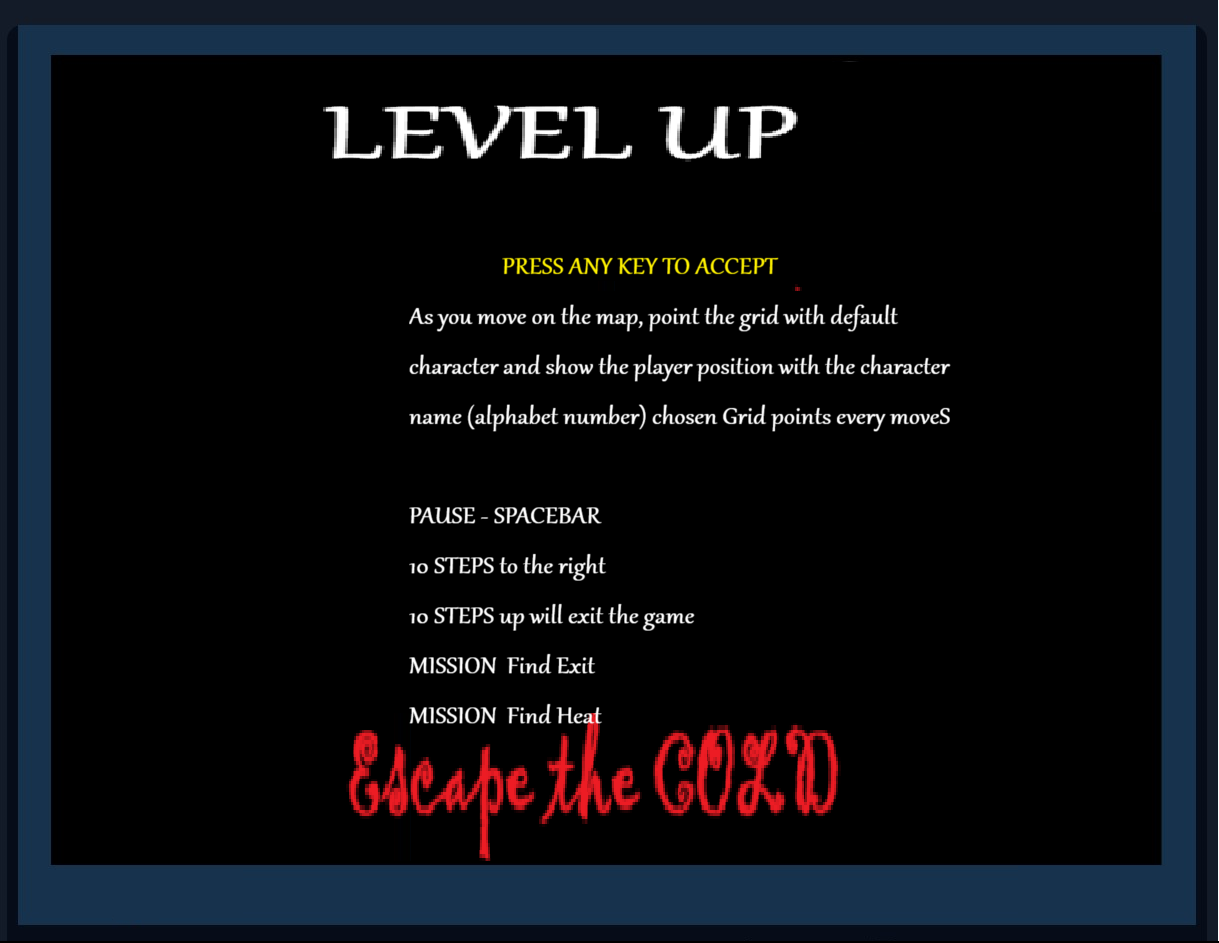 LEVEL UP
PRESS ANY KEY TO ACCEPT
As you move on the map, point the grid with default
character and show the player position with the character
name (alphabet number) chosen Grid points every moveS
PAUSE - SPACEBAR
10 STEPS to the right
10 STEPS up will exit the game
MISSION  Find Exit
MISSION  Find Heat
Escape the COLD